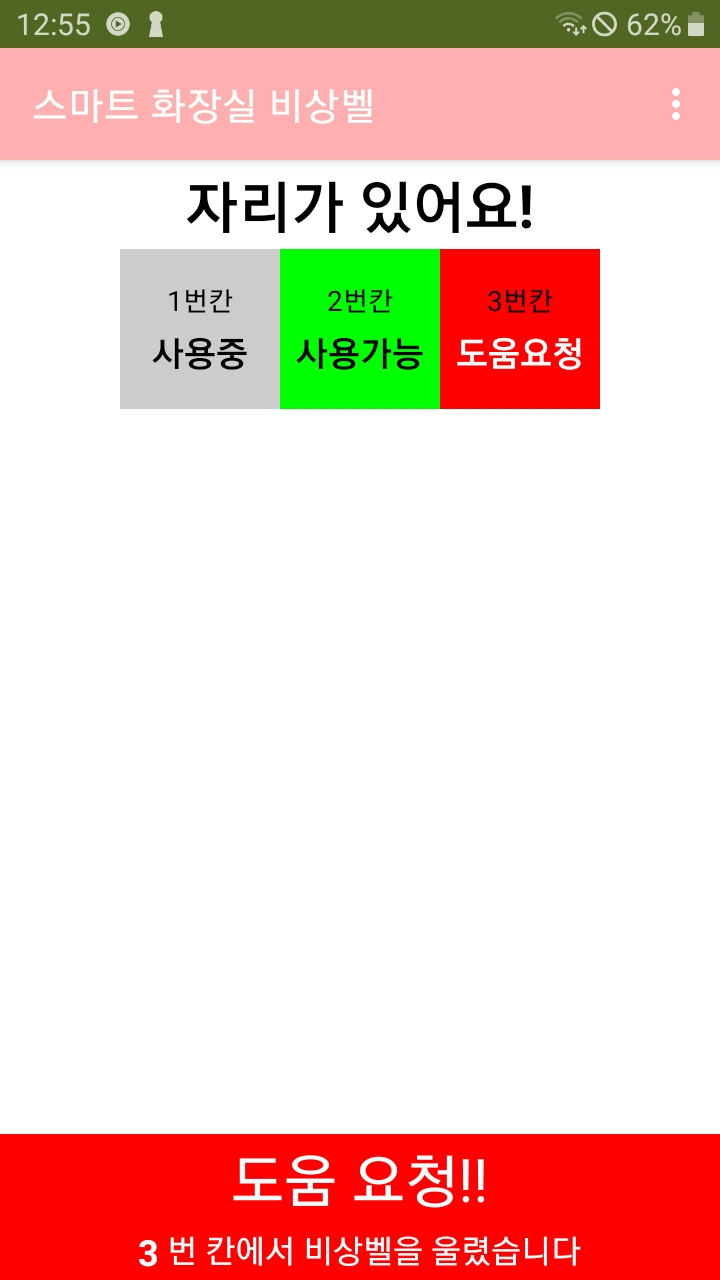 12:55 62%
스마트 화장실 비상벨
자리가 있어요!
1번칸 2번칸 3번칸
사용중 사용가능 도움요청
도움 요청!!
3 번 칸에서 비상벨을 울렸습니다